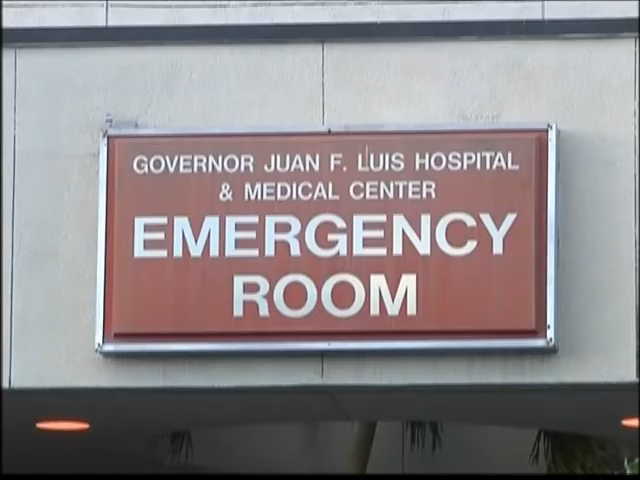 GOVERNOR JUAN F. LUIS HOSPITAL
& MEDICAL CENTER
EMERGENCY
ROOM